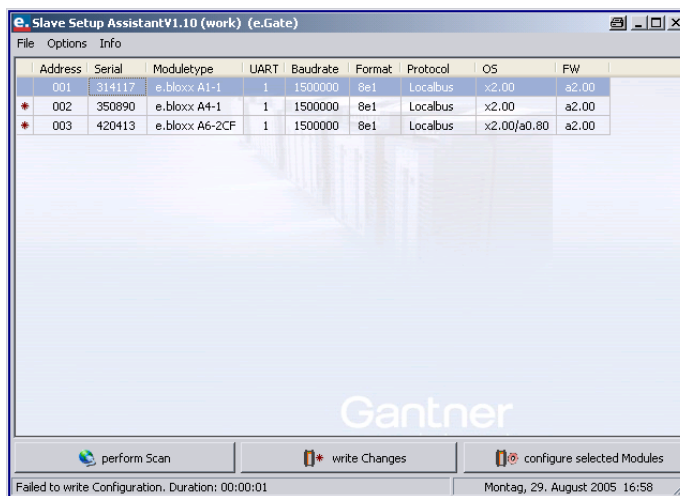 e. Slave Setup AssistantV1.10 (work) (e.Gate)
File Options Info
Address Serial Moduletype UART Baudrate Format Protocol OS FW
001 314117 e.bloxx A1-1 1 1500000 8e1 Localbus x2.00 a2.00
002 350890 e.bloxx A4-1 1 1500000 8e1 Localbus x2.00 a2.00
003 420413 e.bloxx A6-2CF 1 1500000 8e1 Localbus x2.00/a0.80 a2.00
Gantner
perform Scan write Changes configure selected Modules
Failed to write Configuration. Duration: 00:00:01 Montag, 29. August 2005 16:58